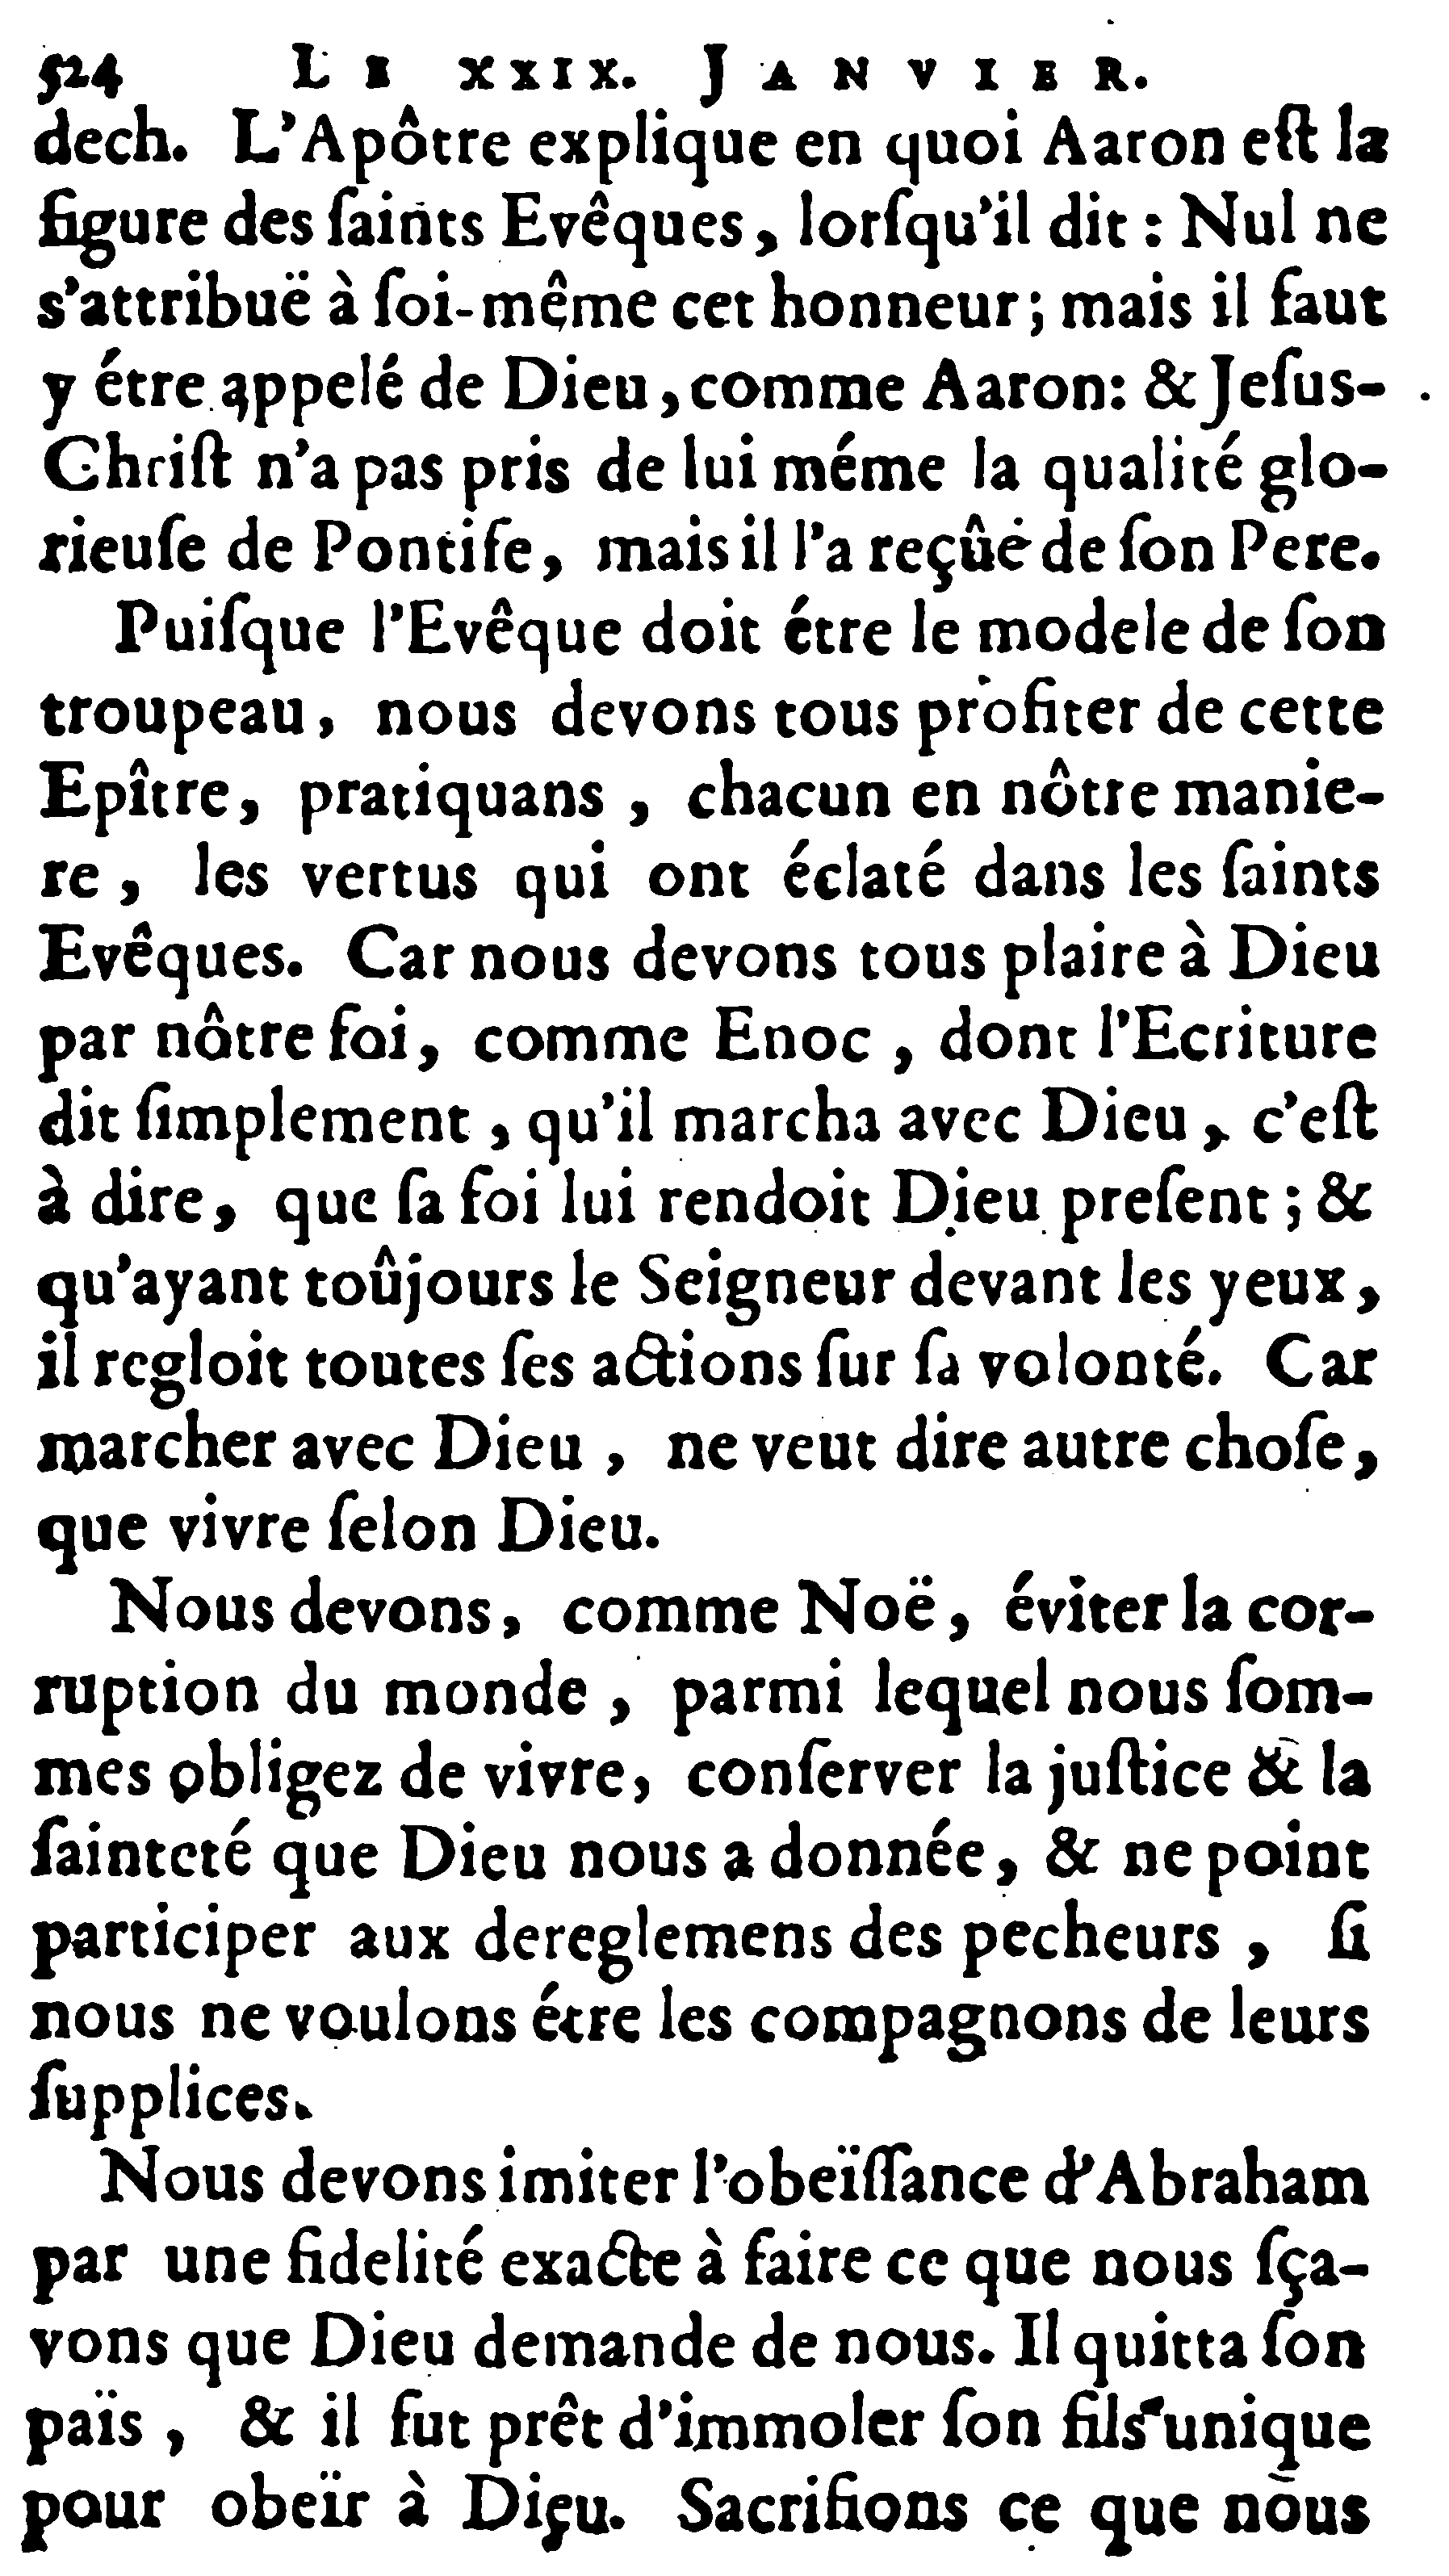 524 LE XXIX. JANVIER.
dech. L'Apôtre explique en quoi Aaron eſt la
figure des ſaints Evêques, lorſqu'il dit : Nul ne
s'attribuë à ſoi-même cet honneur; mais il faut
y étre appelé de Dieu, comme Aaron: & Jeſus-
Chriſt n'a pas pris de lui méme la qualité glo-
rieuſe de Pontife, mais il l'a reçûë de ſon Pere.
Puiſque l'Evêque doit étre le modele de ſon
troupeau, nous devons tous profiter de cette
Epître, pratiquans, chacun en nôtre manie-
re, les vertus qui ont éclaté dans les ſaints
Evêques. Car nous devons tous plaire à Dieu
par nôtre foi, comme Enoc, dont l'Ecriture
dit ſimplement, qu'il marcha avec Dieu, c'eſt
à dire, que ſa foi lui rendoit Dieu preſent ; &
qu'ayant toûjours le Seigneur devant les yeux,
il regloit toutes ſes actions ſur ſa volonté. Car
marcher avec Dieu, ne veut dire autre choſe,
que vivre ſelon Dieu.
Nous devons, comme Noë, éviter la cor-
ruption du monde, parmi lequel nous ſom-
mes obligez de vivre, conſerver la juſtice & la
ſainteté que Dieu nous a donnée, & ne point
participer aux dereglemens des pecheurs, ſi
nous ne voulons étre les compagnons de leurs
ſupplices.
Nous devons imiter l'obeïſſance d'Abraham
par une fidelité exacte à faire ce que nous ſça-
vons que Dieu demande de nous. Il quitta ſon
païs, & il fut prêt d'immoler ſon fils unique
pour obeïr à Dieu. Sacrifions ce que nous